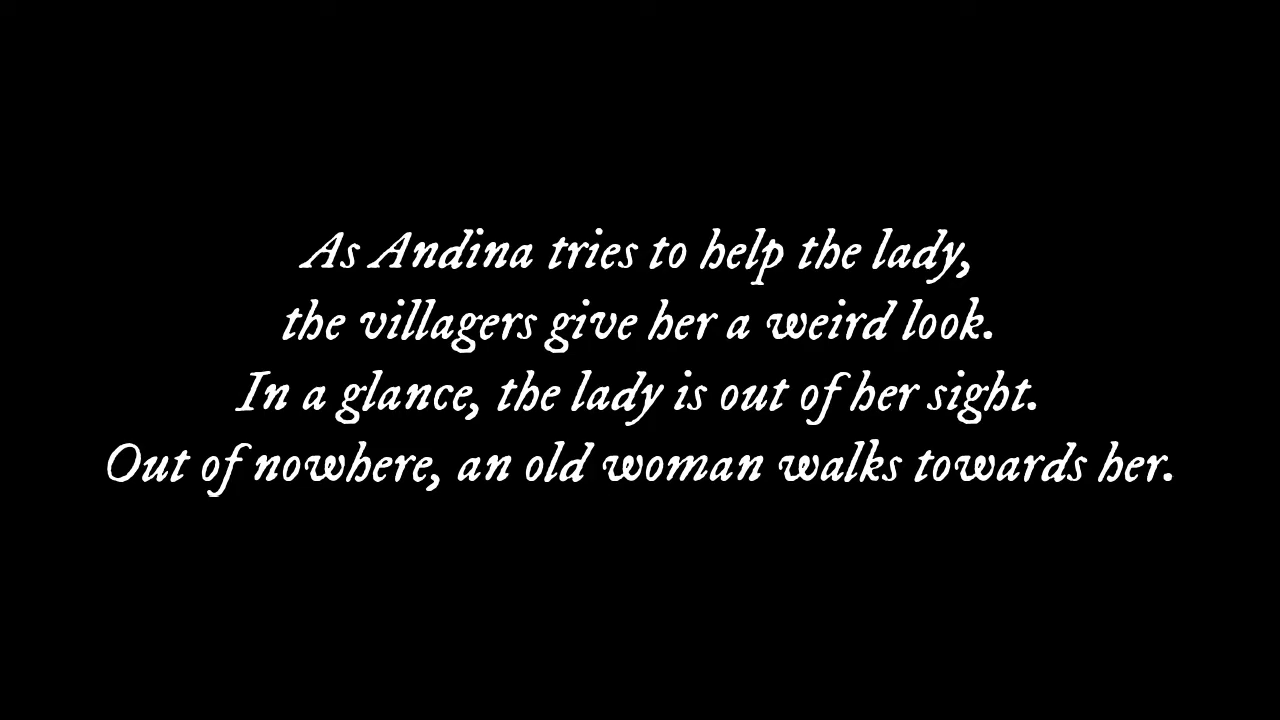 As Andina tries to help the lady,
the villagers give her a weird look.
In a glance, the lady is out of her sight.
Out of nowhere, an old woman walks towards her.